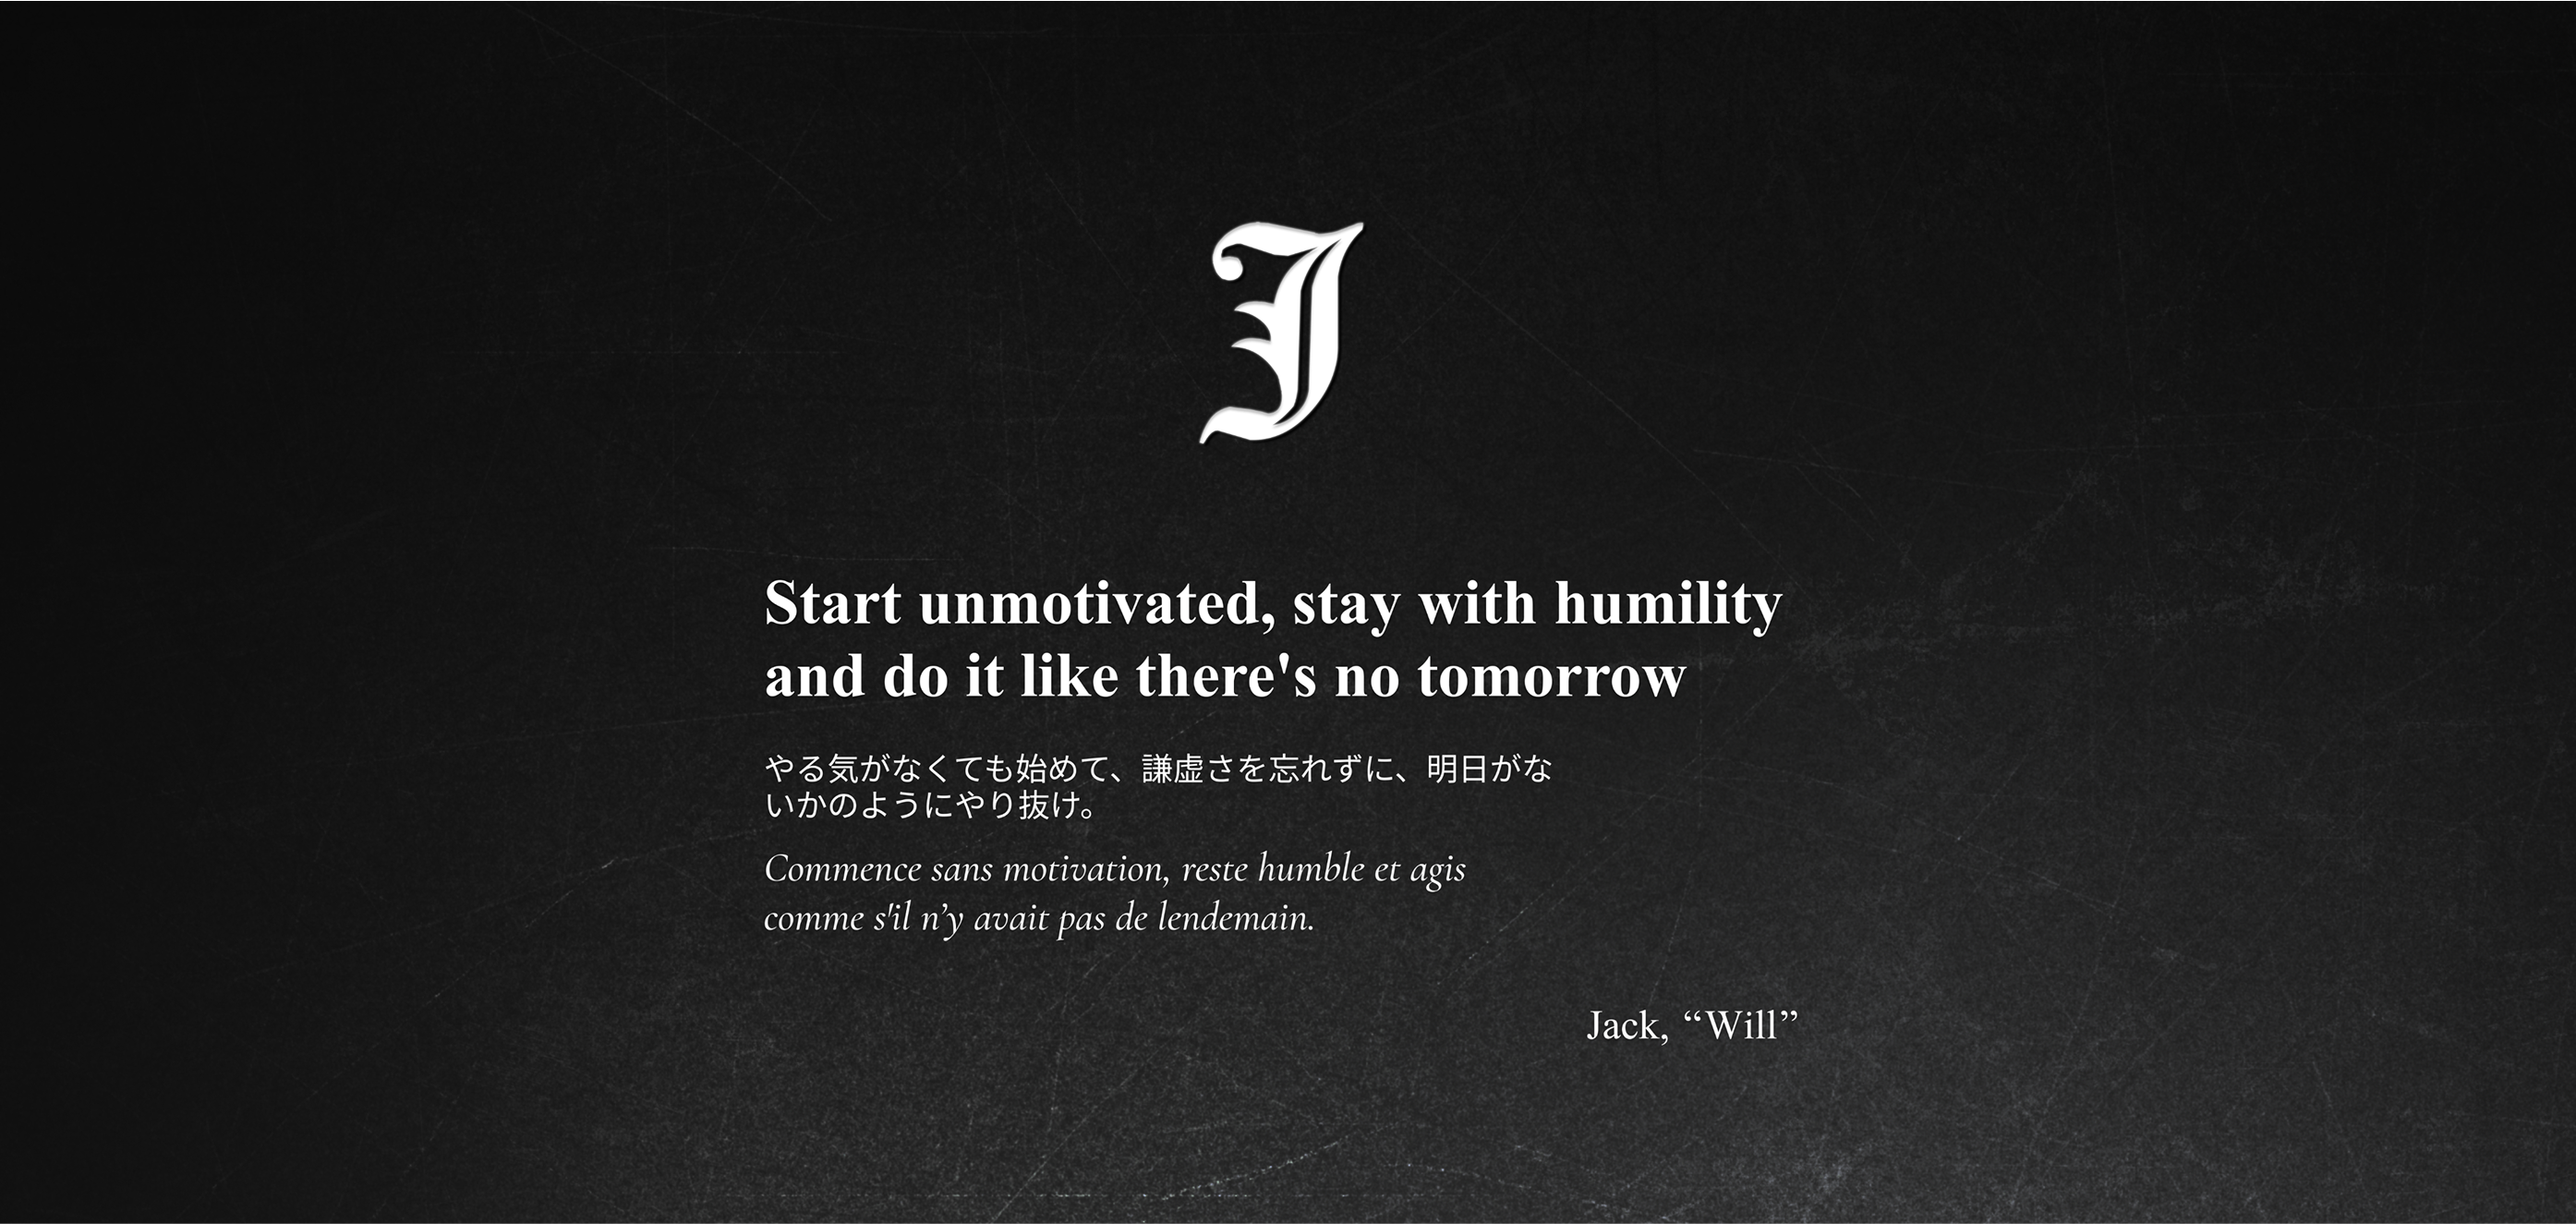 J
Start unmotivated, stay with humility
and do it like there's no tomorrow
やる気がなくても始めて、謙虚さを忘れずに、明日がな
いかのようにやり抜け。
Commence sans motivation, reste humble et agis
comme s'il n’y avait pas de lendemain.
Jack, “Will”